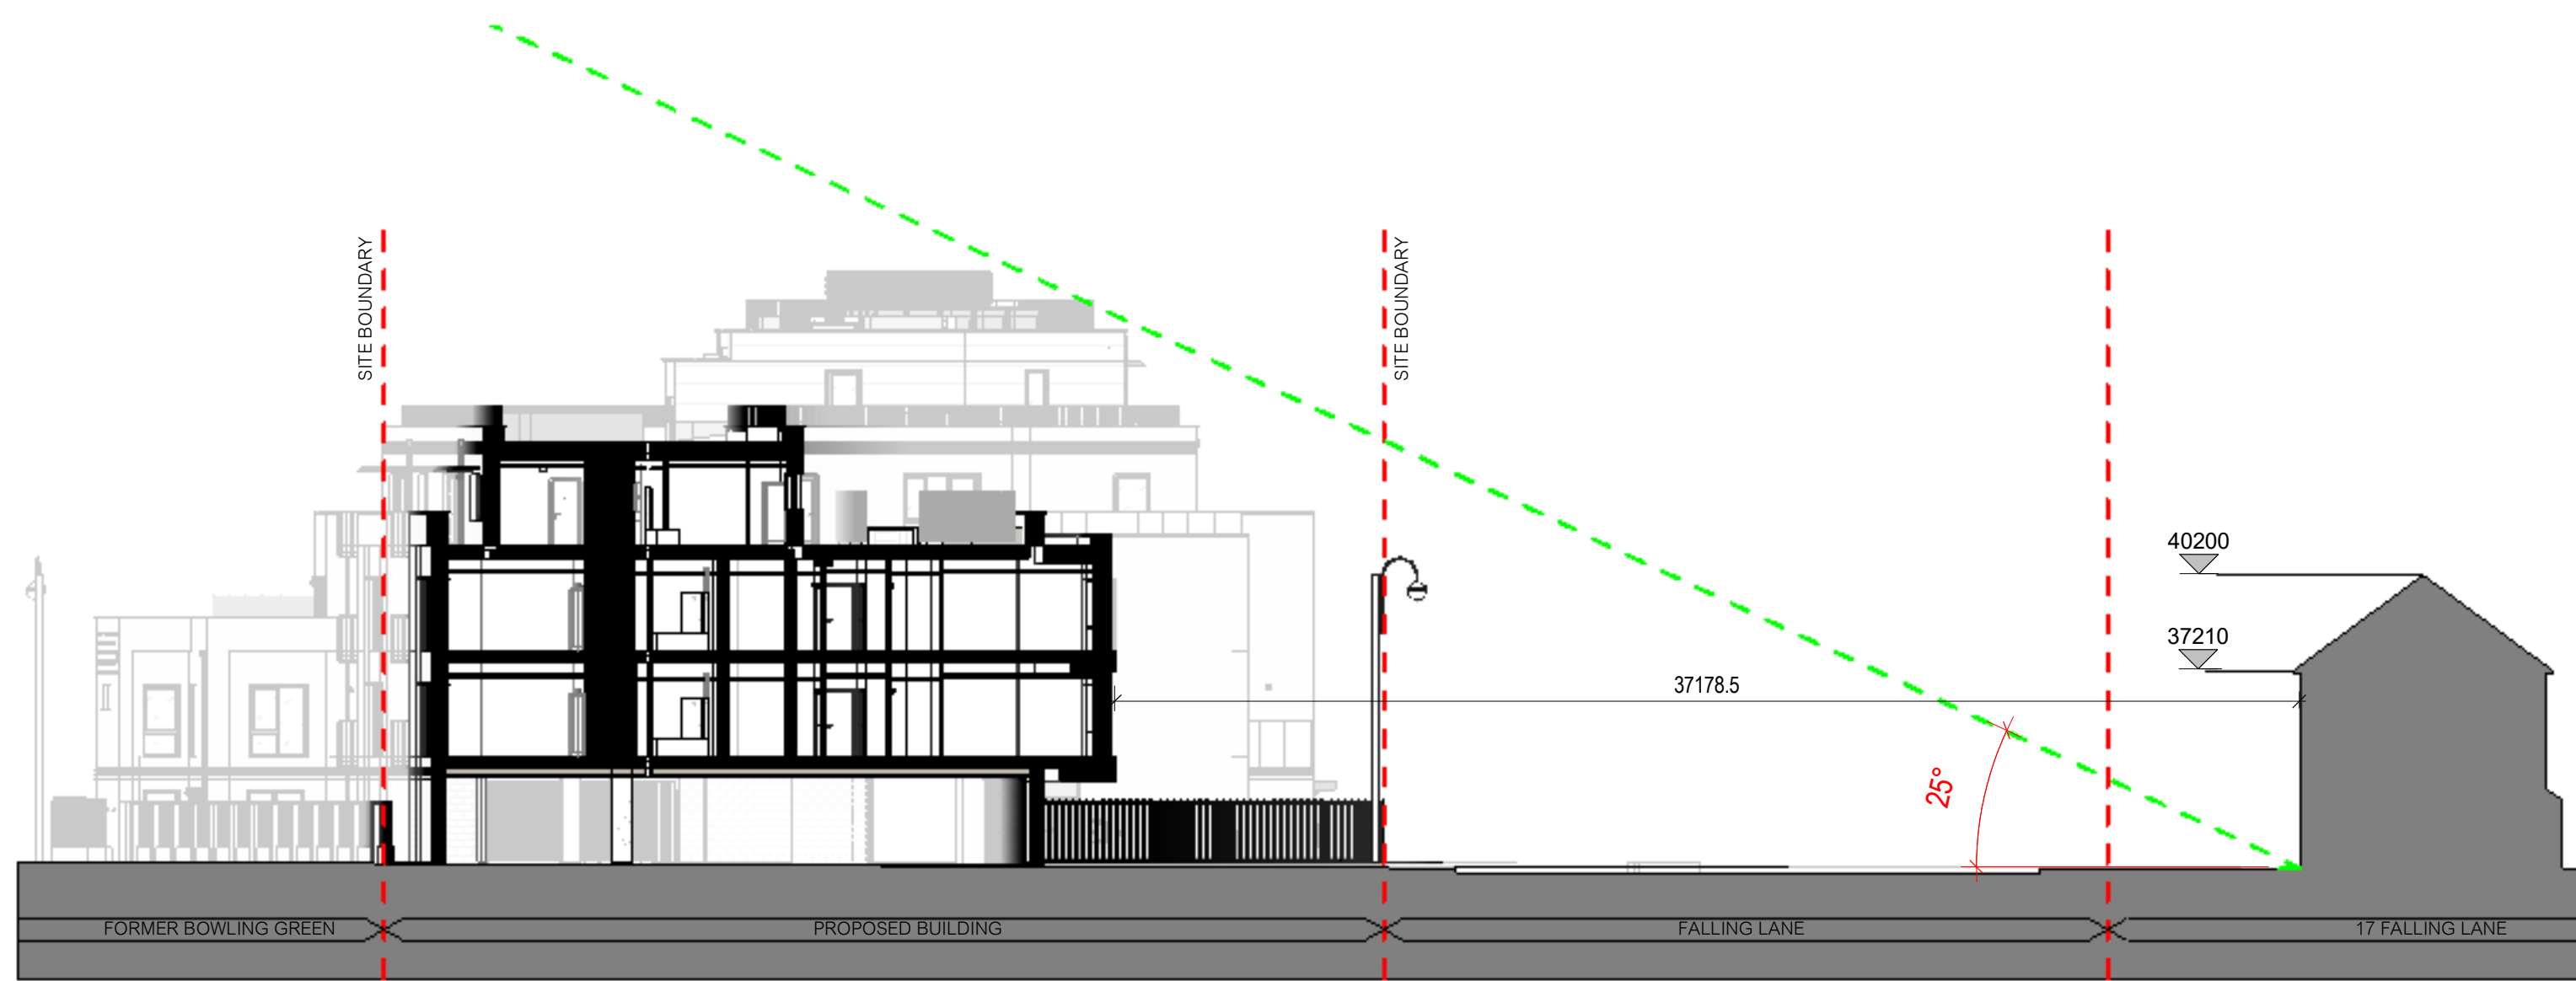 SITE BOUNDARY
SITE BOUNDARY
40200
37210
37178.5
25°
FORMER BOWLING GREEN
PROPOSED BUILDING
FALLING LANE
17 FALLING LANE